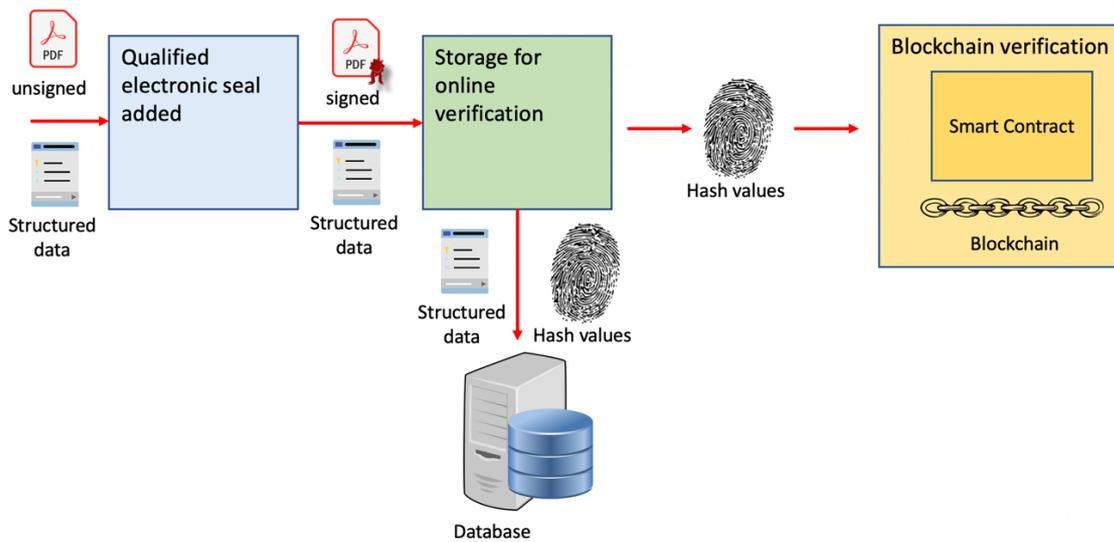 PDF
unsigned
Structured
data
Qualified
electronic seal
added
PDF
signed
Structured
data
Storage for
online
verification
Hash values
Blockchain verification
Smart Contract
Blockchain
Structured
data
Hash values
Database